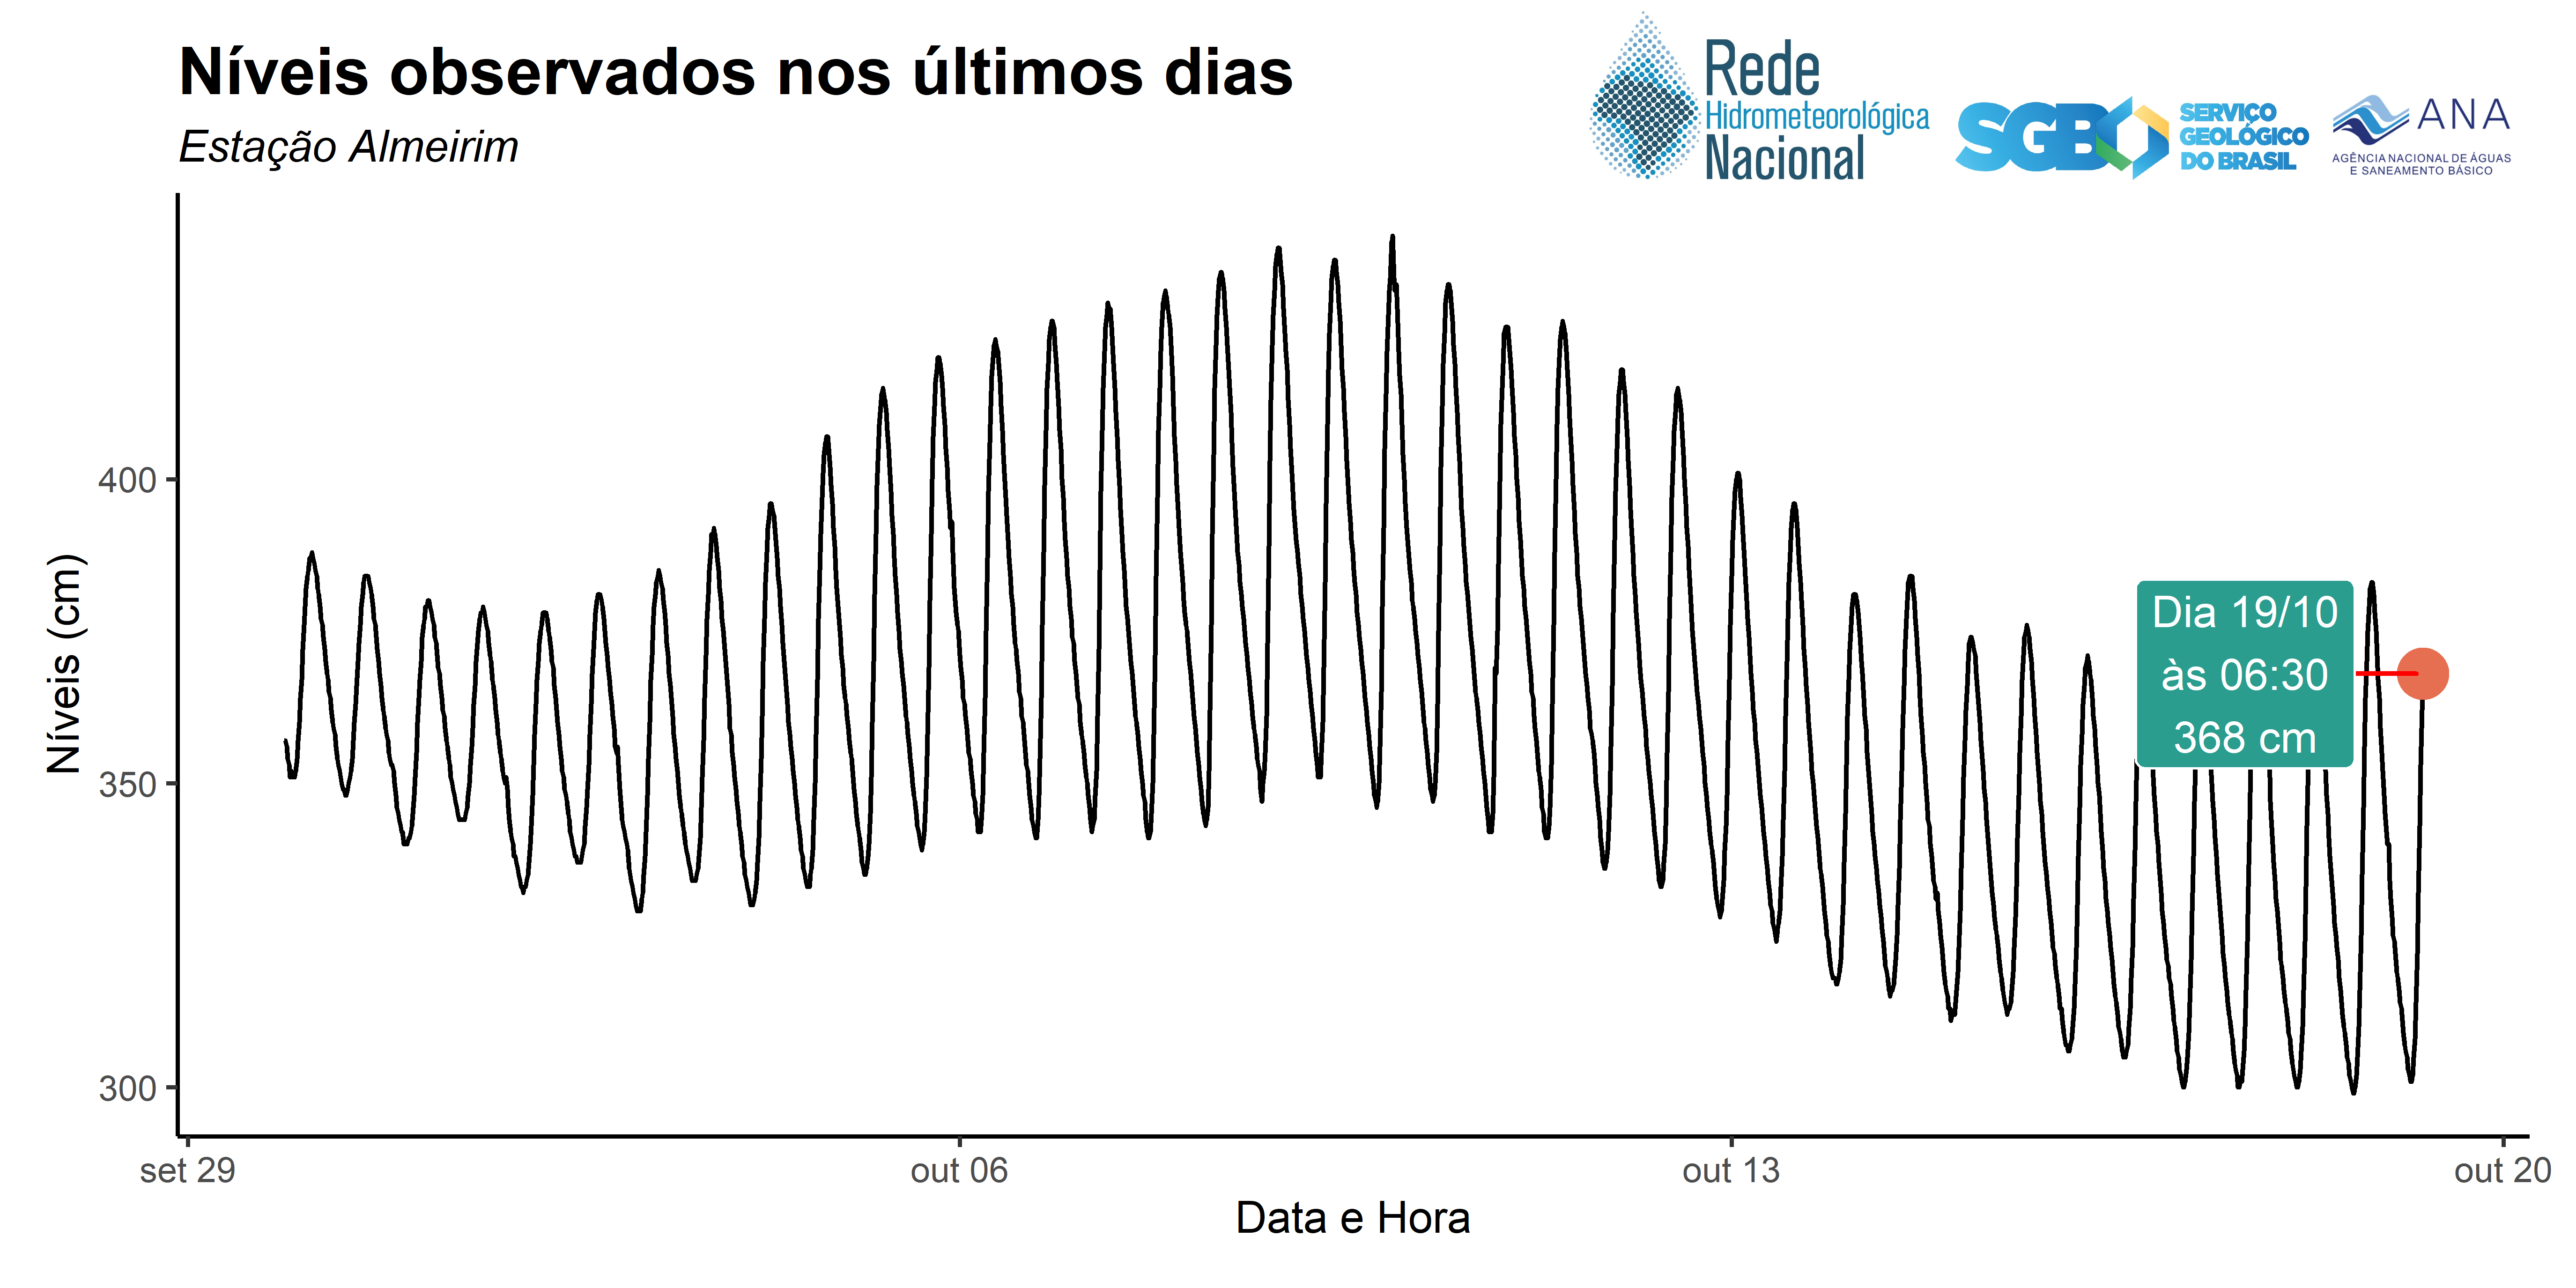 Níveis observados nos últimos dias
Estação Almeirim
Rede
Hidrometeorológica
Nacional
SGB
SERVIÇO
GEOLÓGICO
DO BRASIL
ANA
AGÊNCIA NACIONAL DE ÁGUAS
E SANEAMENTO BÁSICO
Níveis (cm)
400
350
300
Dia 19/10
às 06:30
368 cm
set 29
out 06
out 13
out 20
Data e Hora